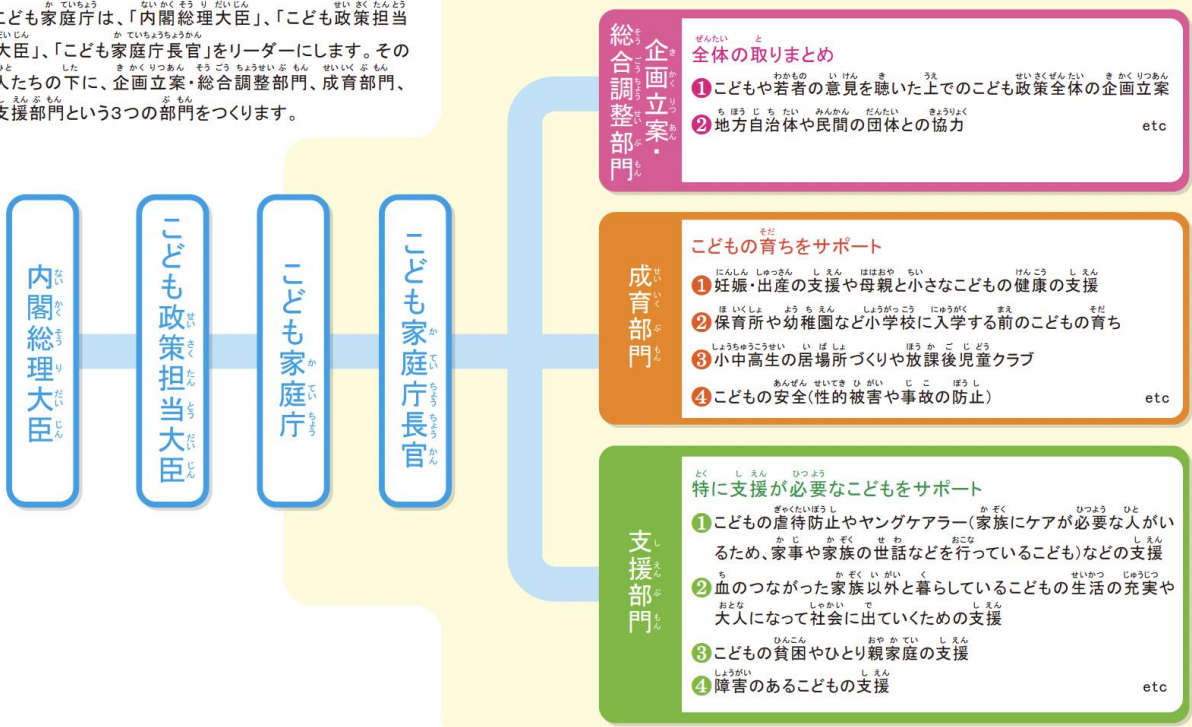 こども家庭庁は、「内閣総理大臣」、「こども政策担当
大臣」、「こども家庭庁長官」をリーダーにします。その
人たちの下に、企画立案・総合調整部門、成育部門、
支援部門という3つの部門をつくります。
内閣総理大臣
こども政策担当大臣
こども家庭庁
こども家庭庁長官
企画立案・
総合調整部門
全体の取りまとめ
❶こどもや若者の意見を聴いた上でのこども政策全体の企画立案
❷地方自治体や民間の団体との協力 etc
成育部門
こどもの育ちをサポート
❶妊娠・出産の支援や母親と小さなこどもの健康の支援
❷保育所や幼稚園など小学校に入学する前のこどもの育ち
❸小中高生の居場所づくりや放課後児童クラブ
❹こどもの安全(性的被害や事故の防止) etc
支援部門
特に支援が必要なこどもをサポート
❶こどもの虐待防止やヤングケアラー(家族にケアが必要な人がい
るため、家事や家族の世話などを行っているこども)などの支援
❷血のつながった家族以外と暮らしているこどもの生活の充実や
大人になって社会に出ていくための支援
❸こどもの貧困やひとり親家庭の支援
❹障害のあるこどもの支援 etc